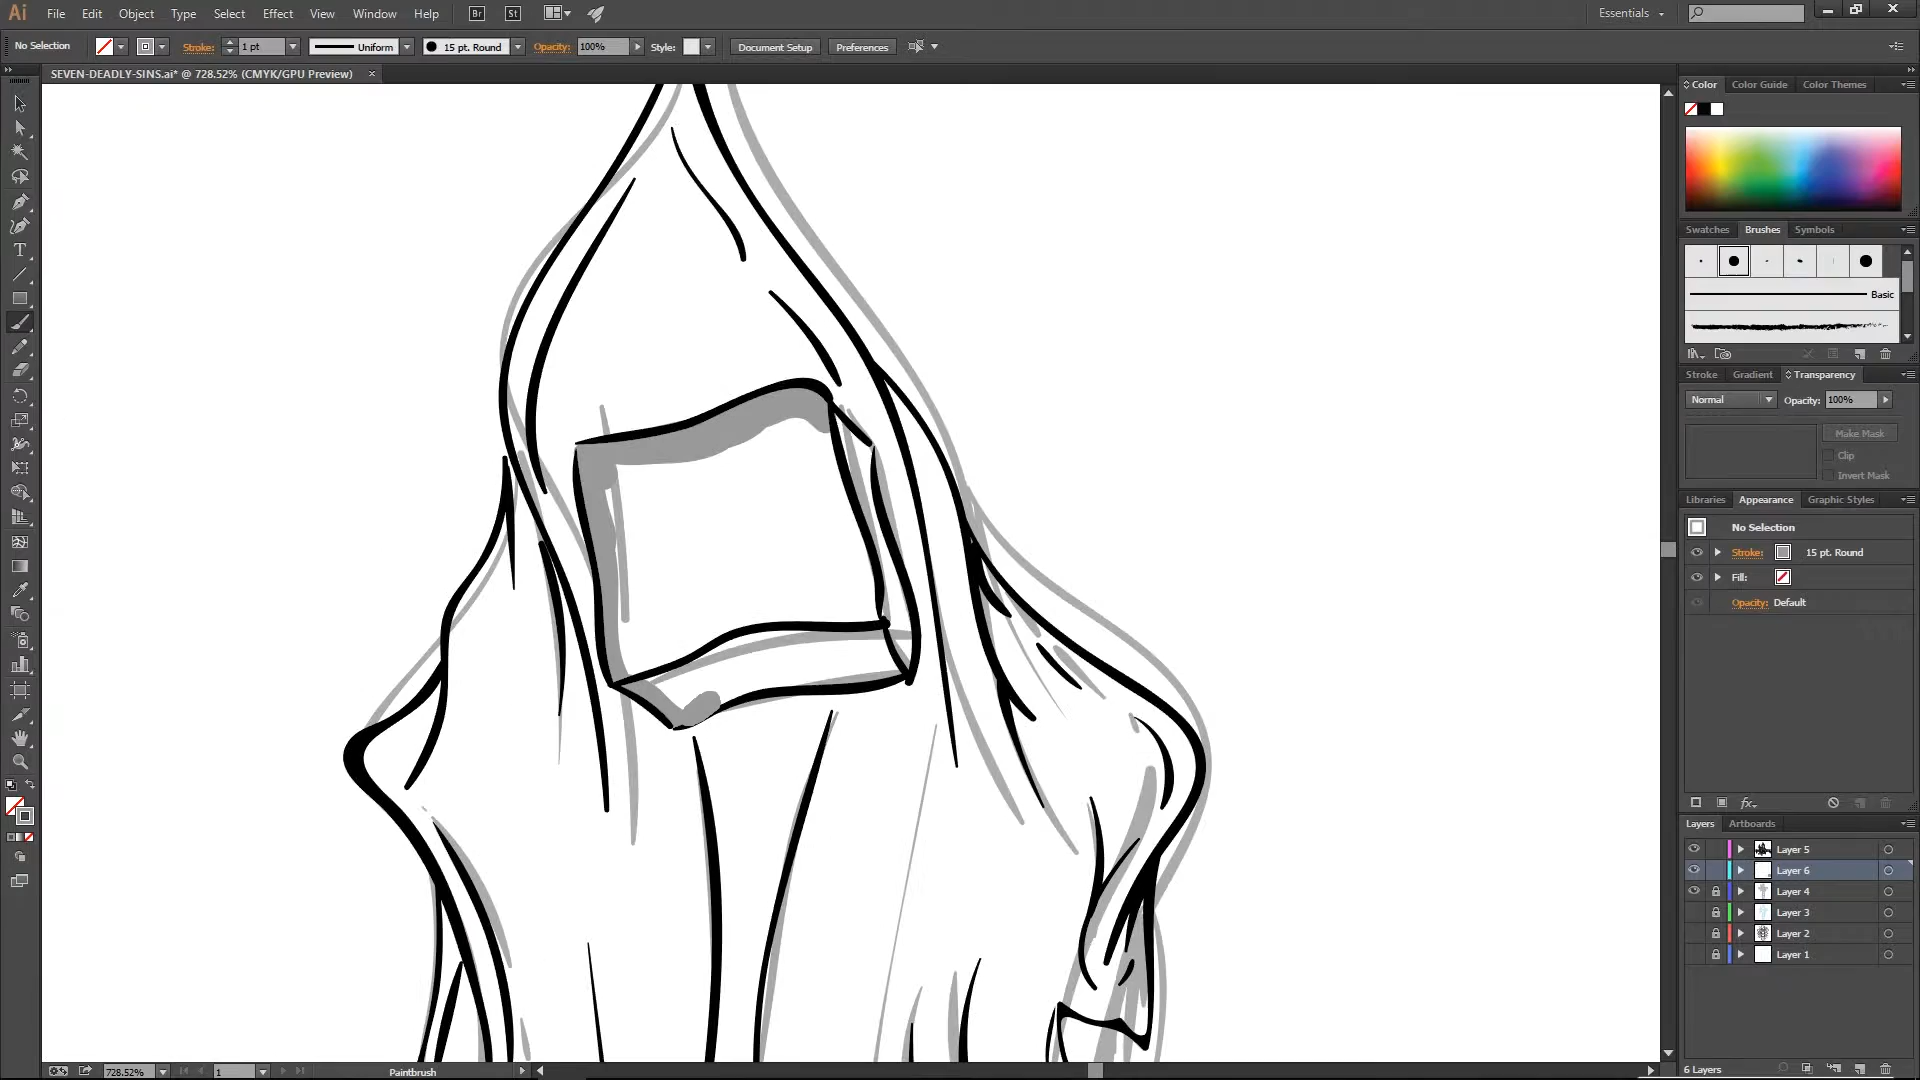 Ai File Edit Object Type Select Effect View Window Help Br St Essentials
No Selection Stroke: 1 pt Uniform 15 pt. Round Opacity: 100% Style: Document Setup Preferences
SEVEN-DEADLY-SINS.ai* @ 728.52% (CMYK/GPU Preview) ×
Color Color Guide Color Themes
Swatches Brushes Symbols
Basic
Stroke Gradient Transparency
Normal Opacity: 100%
Make Mask
Clip
Invert Mask
Libraries Appearance Graphic Styles
No Selection
Stroke: 15 pt. Round
Fill:
Opacity: Default
fx
Layers Artboards
Layer 5
Layer 6
Layer 4
Layer 3
Layer 2
Layer 1
728.52% 1 Paintbrush 6 Layers